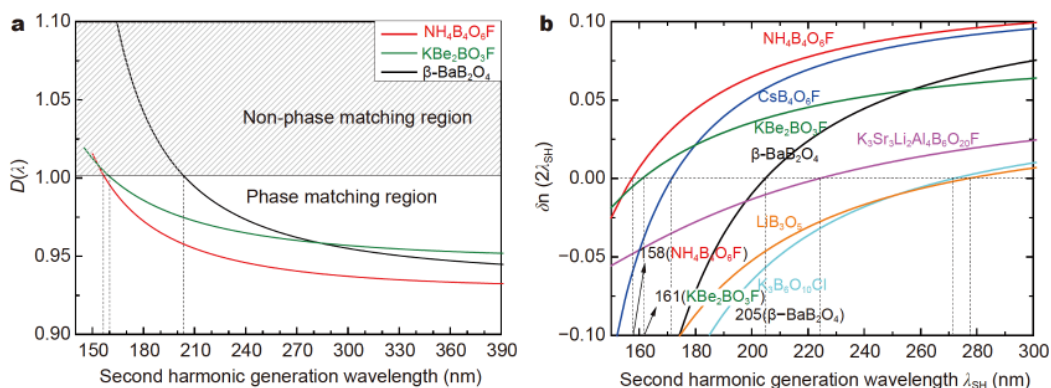 a
1.10
1.05
1.00
0.95
0.90
D(λ)
NH₄B₄O₆F
KBe₂BO₃F
β-BaB₂O₄
Non-phase matching region
Phase matching region
150 180 210 240 270 300 330 360 390
Second harmonic generation wavelength (nm)
b
0.10
0.05
0.00
−0.05
−0.10
δn (2λSH)
NH₄B₄O₆F
CsB₄O₆F
KBe₂BO₃F
β-BaB₂O₄
K₃Sr₃Li₂Al₄B₆O₂₀F
LiB₃O₅
158(NH₄B₄O₆F)
K₃B₆O₁₀Cl
161(KBe₂BO₃F)
205(β−BaB₂O₄)
160 180 200 220 240 260 280 300
Second harmonic generation wavelength λSH (nm)